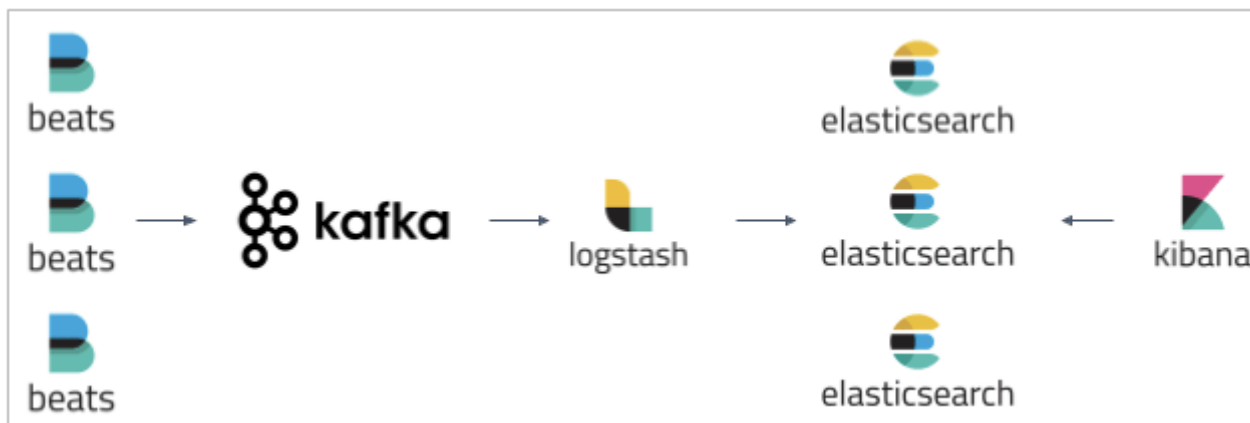 beats
elasticsearch
beats
kafka
logstash
elasticsearch
kibana
beats
elasticsearch